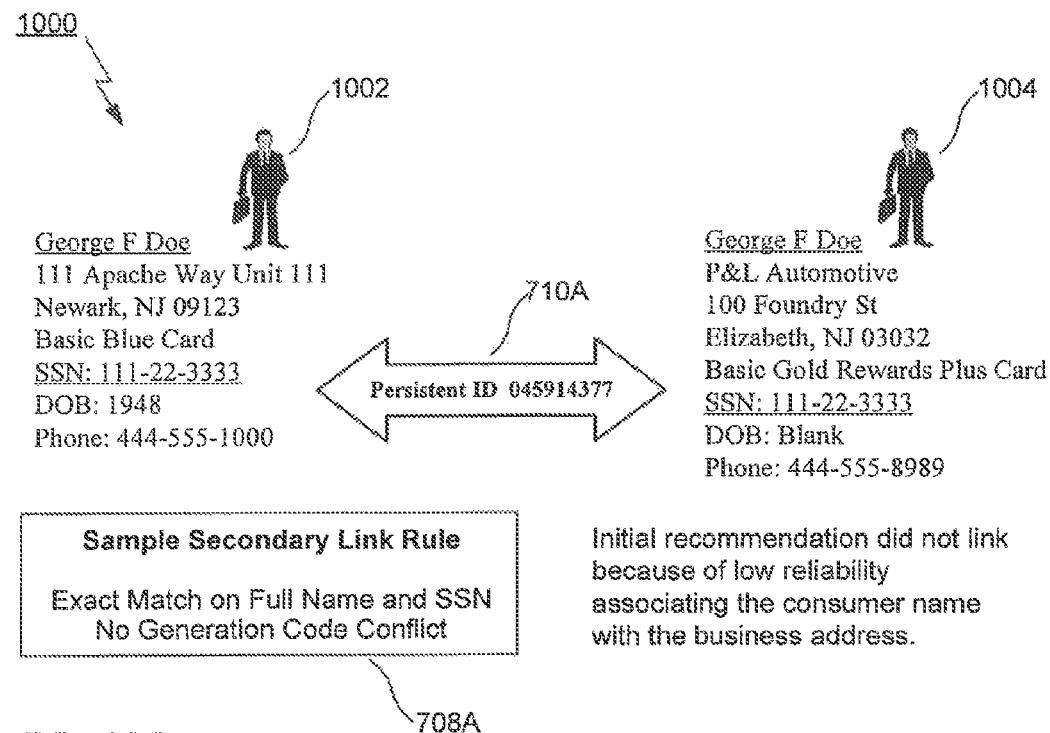 1000
1002
1004
George F Doe
111 Apache Way Unit 111
Newark, NJ 09123
Basic Blue Card
SSN: 111-22-3333
DOB: 1948
Phone: 444-555-1000
710A
Persistent ID 045914377
George F Doe
P&L Automotive
100 Foundry St
Elizabeth, NJ 03032
Basic Gold Rewards Plus Card
SSN: 111-22-3333
DOB: Blank
Phone: 444-555-8989
Sample Secondary Link Rule
Exact Match on Full Name and SSN
No Generation Code Conflict
708A
Initial recommendation did not link
because of low reliability
associating the consumer name
with the business address.